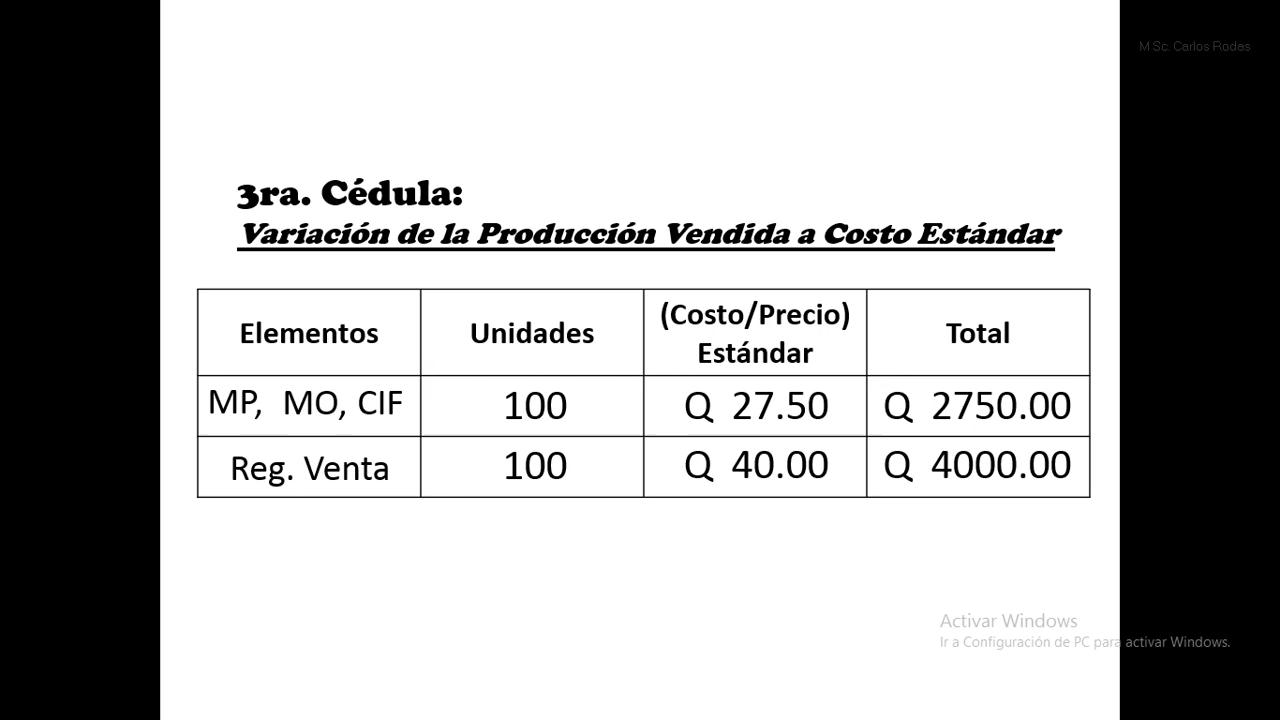 M Sc. Carlos Rodas
3ra. Cédula:
Variación de la Producción Vendida a Costo Estándar
Elementos Unidades (Costo/Precio) Estándar Total
MP, MO, CIF 100 Q 27.50 Q 2750.00
Reg. Venta 100 Q 40.00 Q 4000.00
Activar Windows
Ir a Configuración de PC para activar Windows.